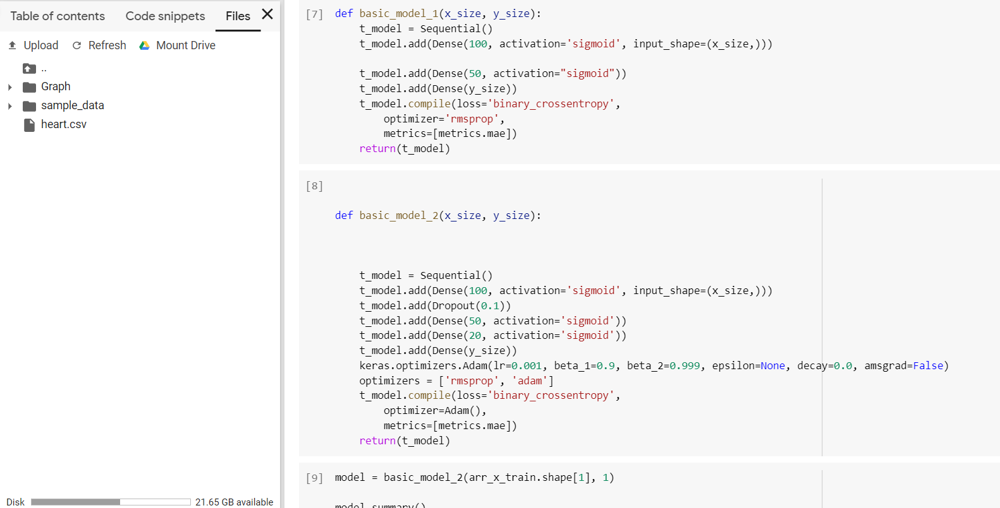 Table of contents Code snippets Files
Upload Refresh Mount Drive
..
Graph
sample_data
heart.csv
Disk 21.65 GB available
[7] def basic_model_1(x_size, y_size):
t_model = Sequential()
t_model.add(Dense(100, activation='sigmoid', input_shape=(x_size,)))
t_model.add(Dense(50, activation="sigmoid"))
t_model.add(Dense(y_size))
t_model.compile(loss='binary_crossentropy',
optimizer='rmsprop',
metrics=[metrics.mae])
return(t_model)
[8]
def basic_model_2(x_size, y_size):
t_model = Sequential()
t_model.add(Dense(100, activation='sigmoid', input_shape=(x_size,)))
t_model.add(Dropout(0.1))
t_model.add(Dense(50, activation='sigmoid'))
t_model.add(Dense(20, activation='sigmoid'))
t_model.add(Dense(y_size))
keras.optimizers.Adam(lr=0.001, beta_1=0.9, beta_2=0.999, epsilon=None, decay=0.0, amsgrad=False)
optimizers = ['rmsprop', 'adam']
t_model.compile(loss='binary_crossentropy',
optimizer=Adam(),
metrics=[metrics.mae])
return(t_model)
[9] model = basic_model_2(arr_x_train.shape[1], 1)
model.summary()